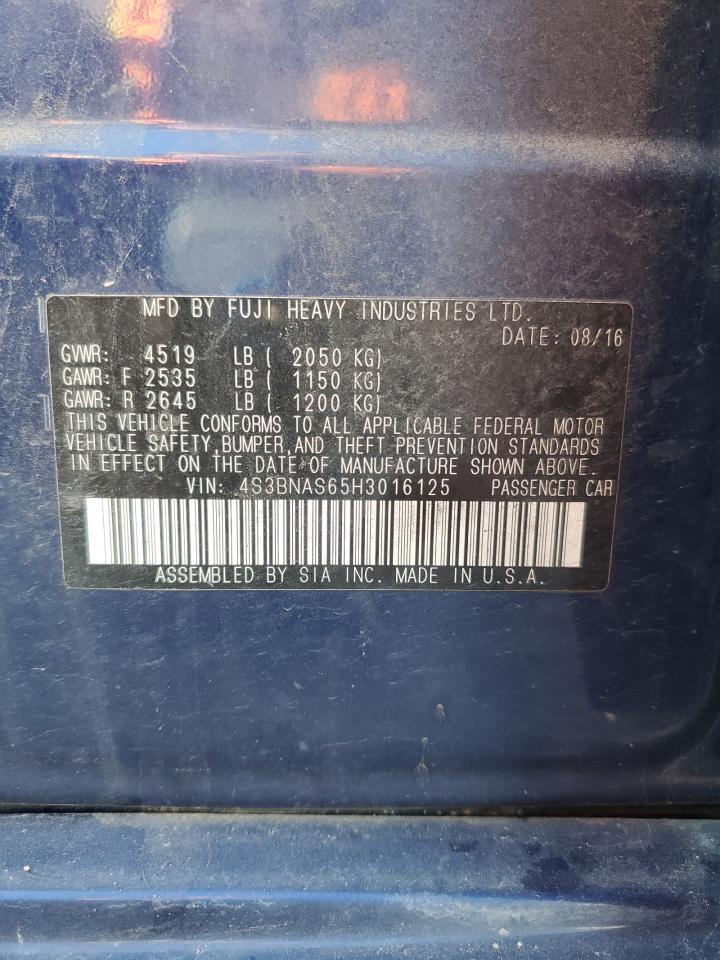 MFD BY FUJI HEAVY INDUSTRIES LTD.
DATE: 08/16
GVWR: 4519 LB ( 2050 KG)
GAWR: F 2535 LB ( 1150 KG)
GAWR: R 2645 LB ( 1200 KG)
THIS VEHICLE CONFORMS TO ALL APPLICABLE FEDERAL MOTOR
VEHICLE SAFETY,BUMPER,AND THEFT PREVENTION STANDARDS
IN EFFECT ON THE DATE OF MANUFACTURE SHOWN ABOVE.
VIN: 4S3BNAS65H3016125 PASSENGER CAR
ASSEMBLED BY SIA INC. MADE IN U.S.A.